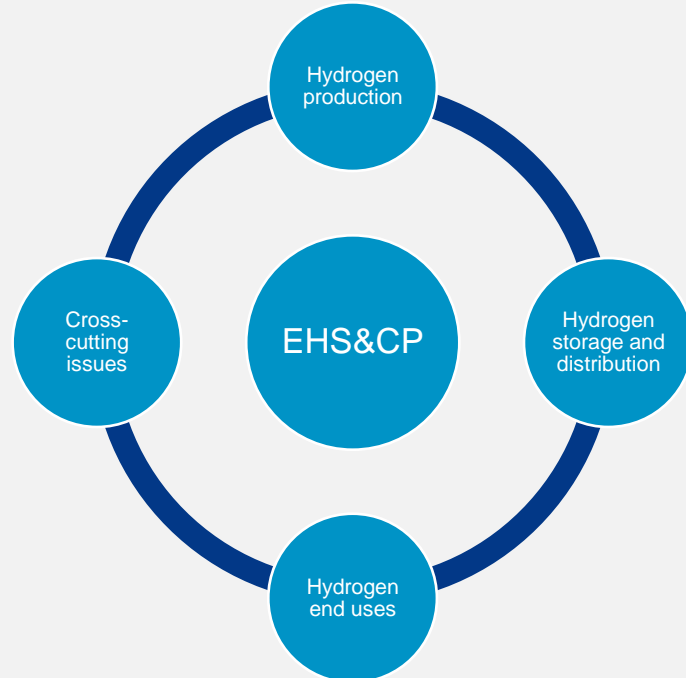 Hydrogen
production
Cross-
cutting
issues
EHS&CP
Hydrogen
storage and
distribution
Hydrogen
end uses